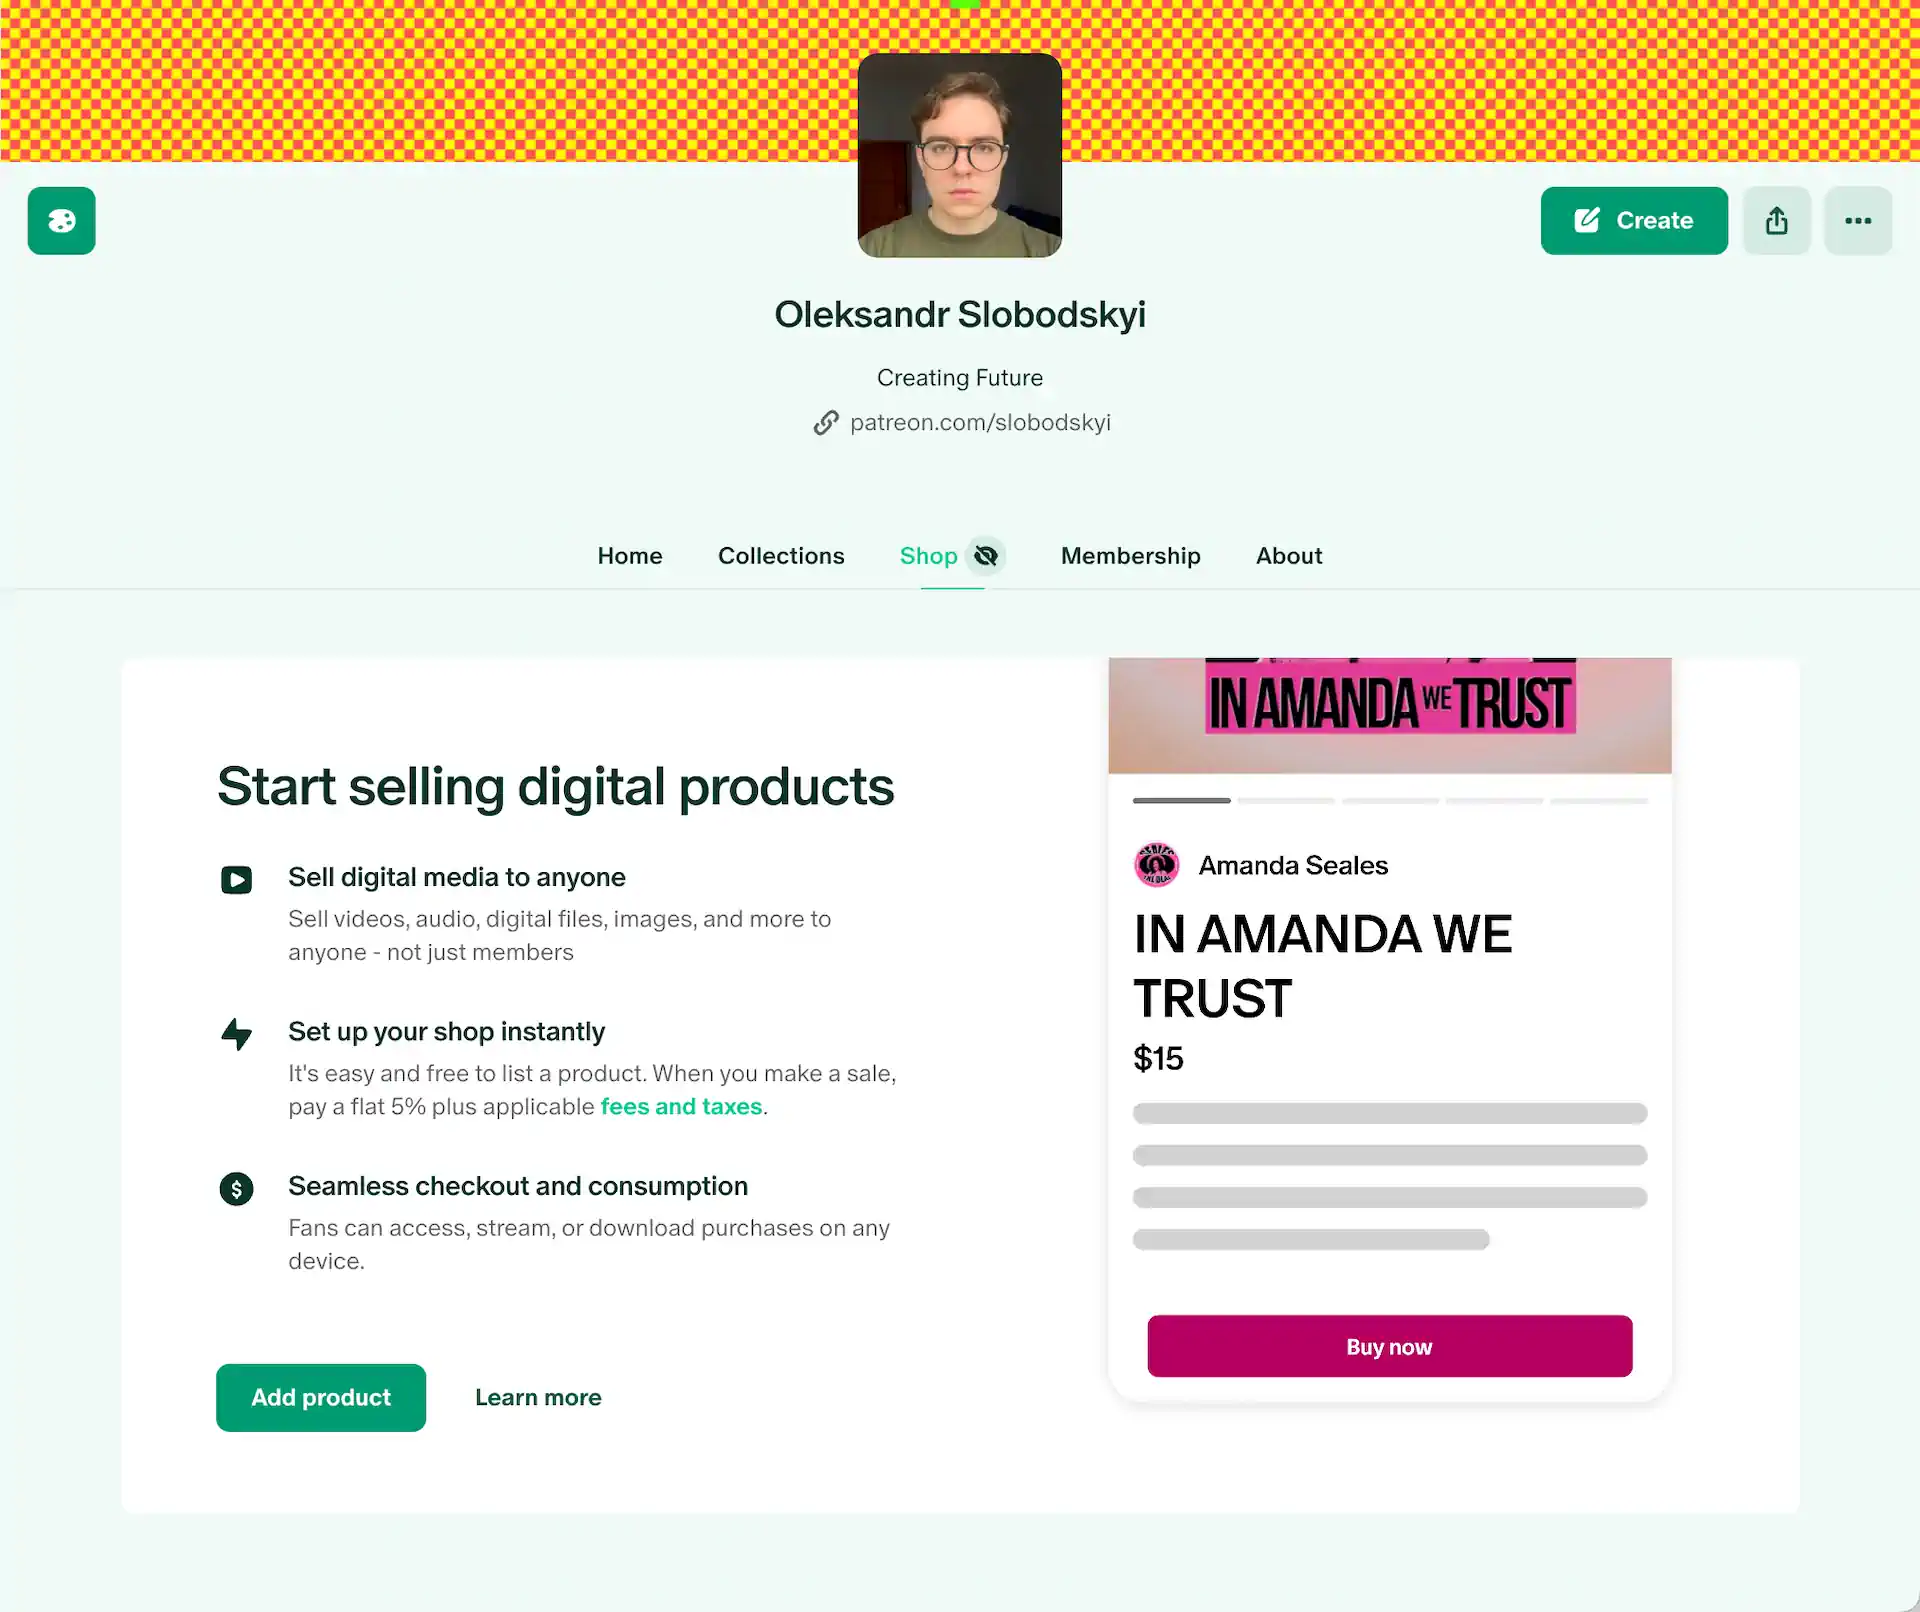 Create
Oleksandr Slobodskyi
Creating Future
patreon.com/slobodskyi
Home
Collections
Shop
Membership
About
Start selling digital products
Sell digital media to anyone
Sell videos, audio, digital files, images, and more to
anyone - not just members
Set up your shop instantly
It's easy and free to list a product. When you make a sale,
pay a flat 5% plus applicable fees and taxes.
Seamless checkout and consumption
Fans can access, stream, or download purchases on any
device.
Add product
Learn more
IN AMANDA WE TRUST
Amanda Seales
IN AMANDA WE
TRUST
$15
Buy now